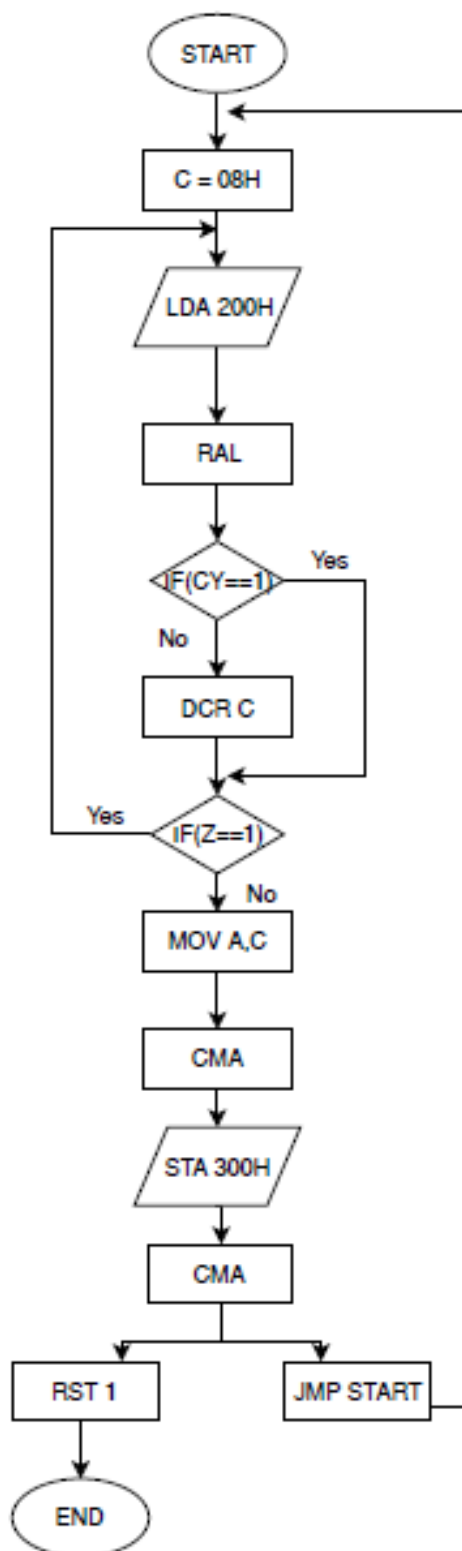 START
C = 08H
LDA 200H
RAL
IF(CY==1)
Yes
No
DCR C
Yes
IF(Z==1)
No
MOV A,C
CMA
STA 300H
CMA
RST 1
JMP START
END